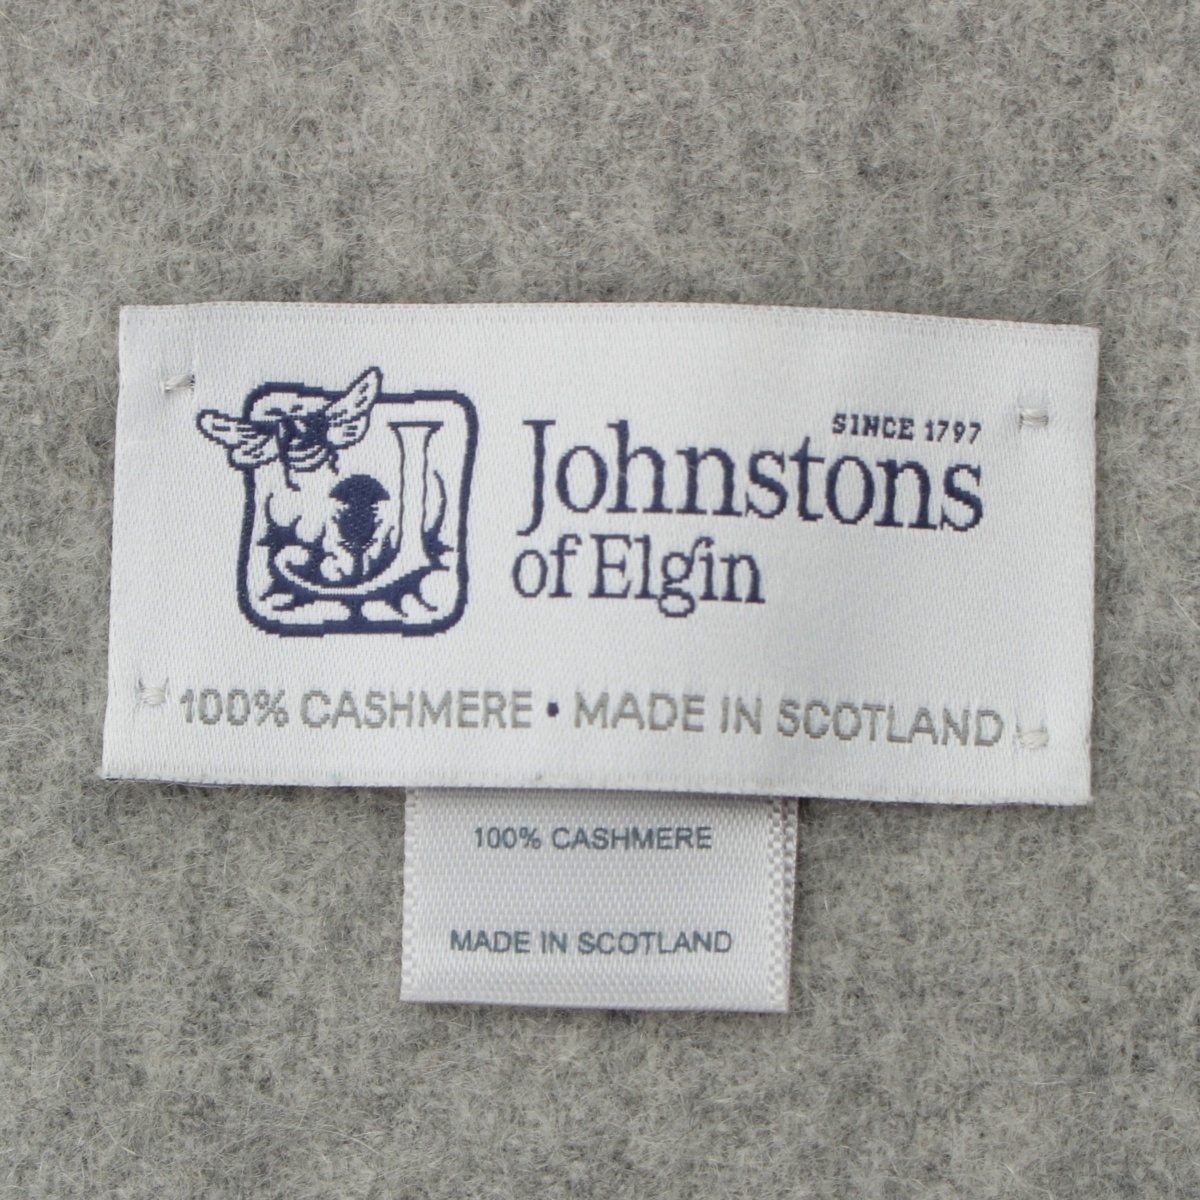 SINCE 1797
Johnstons
of Elgin
100% CASHMERE • MADE IN SCOTLAND
100% CASHMERE
MADE IN SCOTLAND